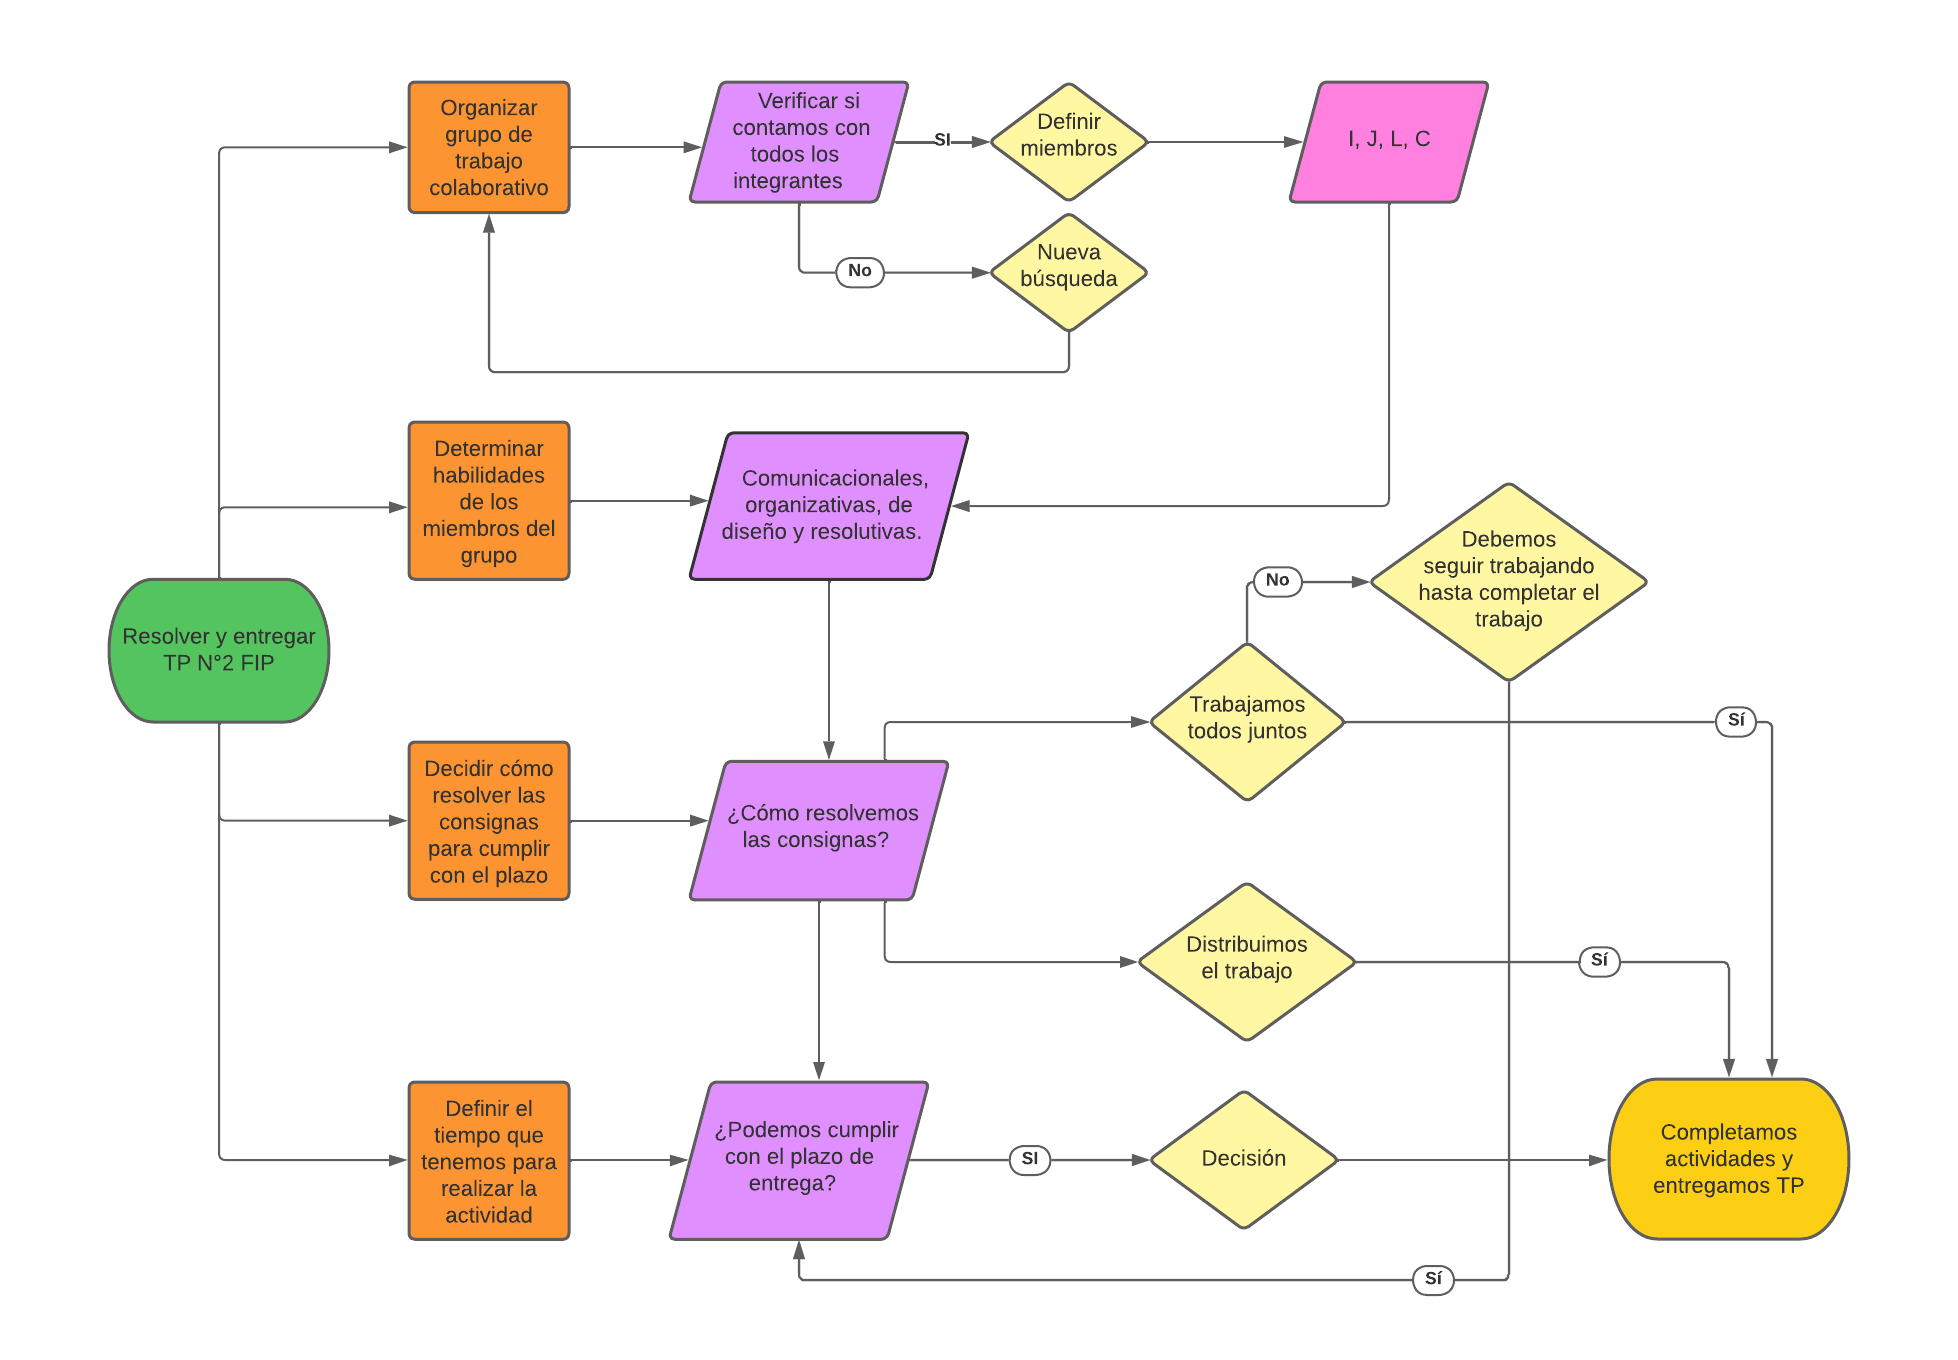 Organizar
grupo de
trabajo
colaborativo
Verificar si
contamos con
todos los
integrantes
SI
Definir
miembros
I, J, L, C
No
Nueva
búsqueda
Determinar
habilidades
de los
miembros del
grupo
Comunicacionales,
organizativas, de
diseño y resolutivas.
No
Debemos
seguir trabajando
hasta completar el
trabajo
Resolver y entregar
TP N°2 FIP
Trabajamos
todos juntos
Sí
Decidir cómo
resolver las
consignas
para cumplir
con el plazo
¿Cómo resolvemos
las consignas?
Distribuimos
el trabajo
Sí
Definir el
tiempo que
tenemos para
realizar la
actividad
¿Podemos cumplir
con el plazo de
entrega?
SI
Decisión
Completamos
actividades y
entregamos TP
Sí